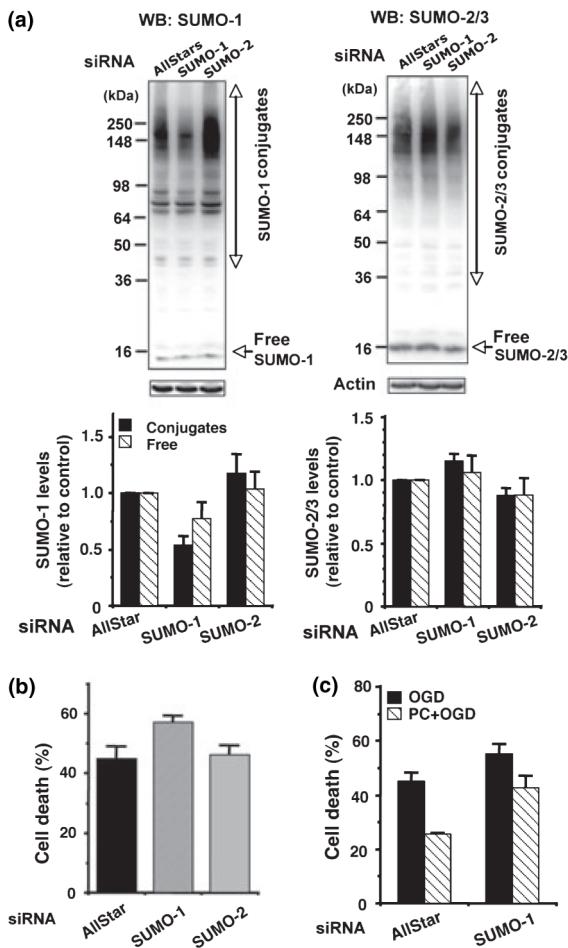 (a)
WB: SUMO-1
WB: SUMO-2/3
siRNA AllStars SUMO-1 SUMO-2
siRNA AllStars SUMO-1 SUMO-2
(kDa)
250
148
98
64
50
36
16
SUMO-1 conjugates
Free
SUMO-1
(kDa)
250
148
98
64
50
36
16
SUMO-2/3 conjugates
Free
SUMO-2/3
Actin
SUMO-1 levels
(relative to control)
1.5
1.0
0.5
0
Conjugates
Free
siRNA AllStar SUMO-1 SUMO-2
SUMO-2/3 levels
(relative to control)
1.5
1.0
0.5
0
siRNA AllStar SUMO-1 SUMO-2
(b)
Cell death (%)
60
40
20
0
siRNA AllStar SUMO-1 SUMO-2
(c)
Cell death (%)
80
60
40
20
0
OGD
PC+OGD
siRNA AllStar SUMO-1